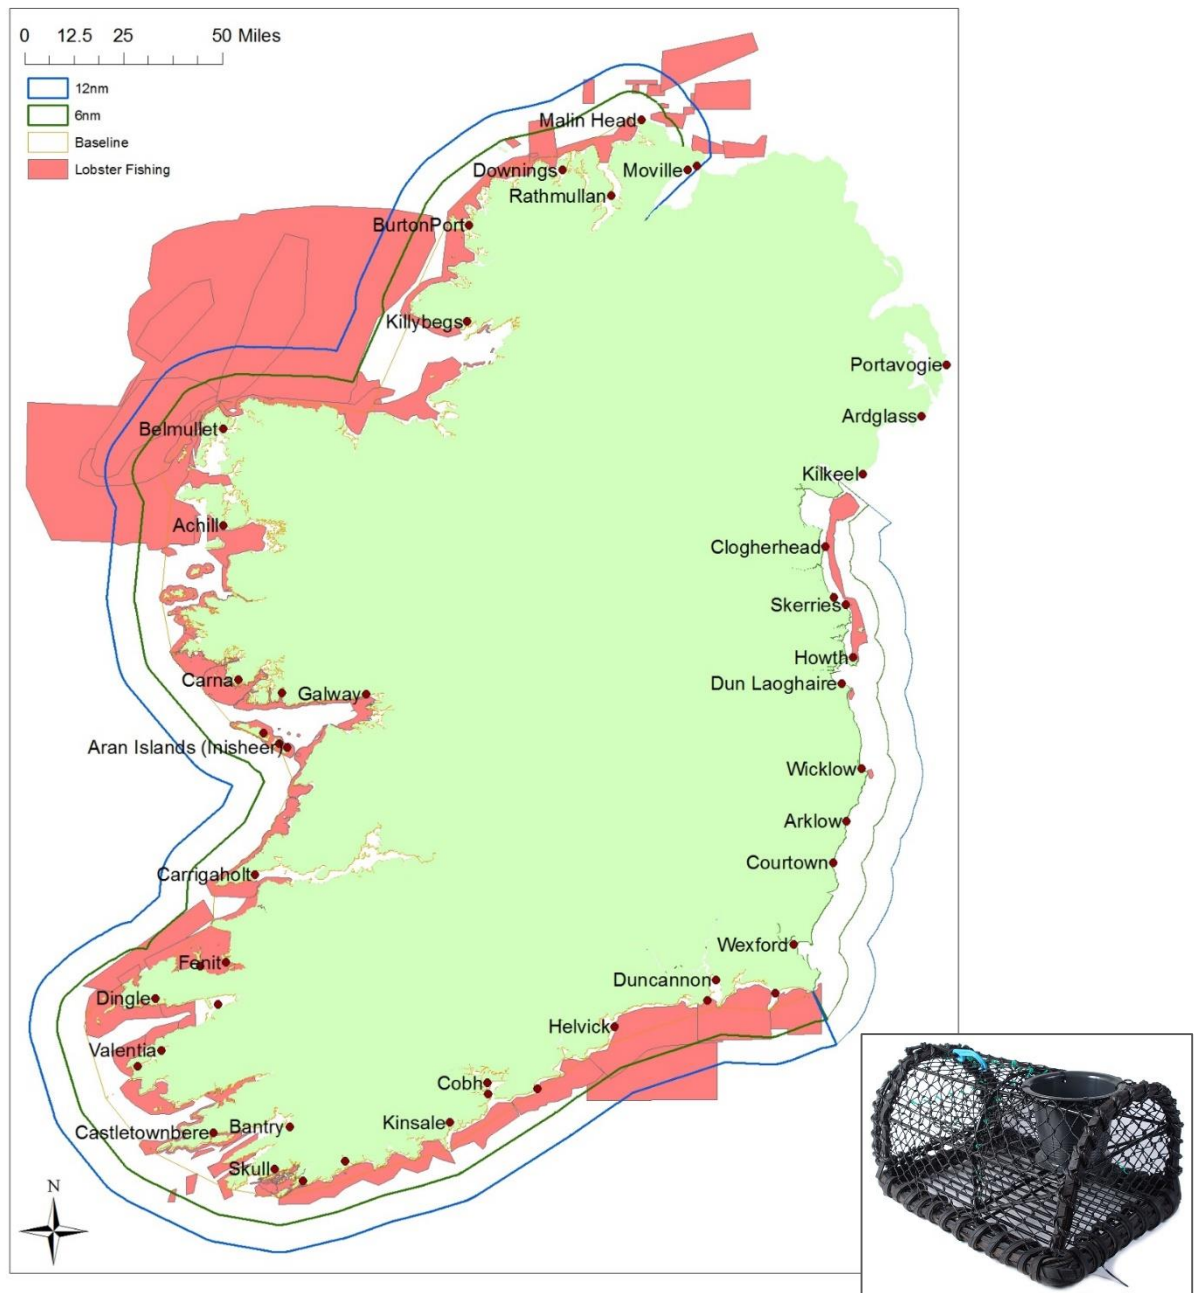 0 12.5 25 50 Miles
12nm
6nm
Baseline
Lobster Fishing
Malin Head
Downings
Moville
Rathmullan
BurtonPort
Killybegs
Portavogie
Ardglass
Belmullet
Kilkeel
Achill
Clogherhead
Skerries
Howth
Carna
Dun Laoghaire
Galway
Aran Islands (Inisheer)
Wicklow
Arklow
Courtown
Carrigaholt
Wexford
Fenit
Duncannon
Dingle
Helvick
Valentia
Cobh
Kinsale
Bantry
Castletownbere
Skull
N